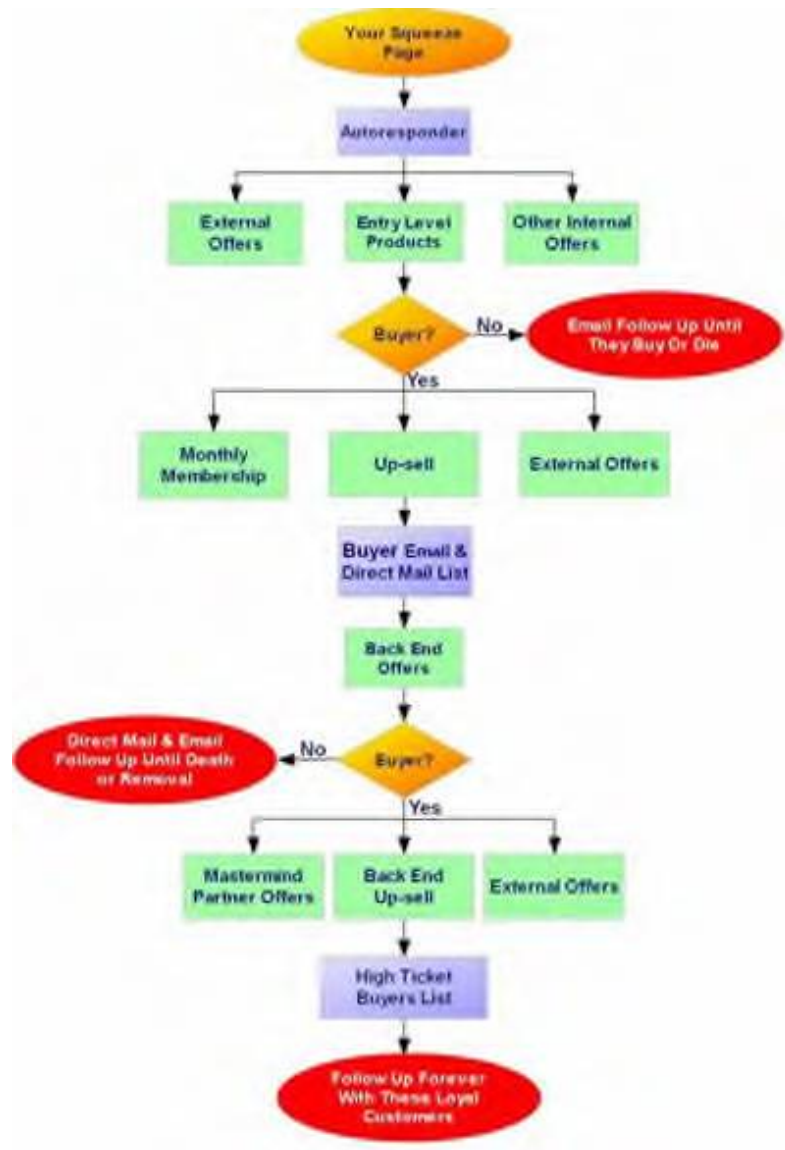 Your Squeeze
Page
Autoresponder
External
Offers
Entry Level
Products
Other Internal
Offers
Buyer?
No
Email Follow Up Until
They Buy Or Die
Yes
Monthly
Membership
Up-sell
External Offers
Buyer Email &
Direct Mail List
Back End
Offers
Direct Mail & Email
Follow Up Until Death
or Removal
No
Buyer?
Yes
Mastermind
Partner Offers
Back End
Up-sell
External Offers
High Ticket
Buyers List
Follow Up Forever
With These Loyal
Customers